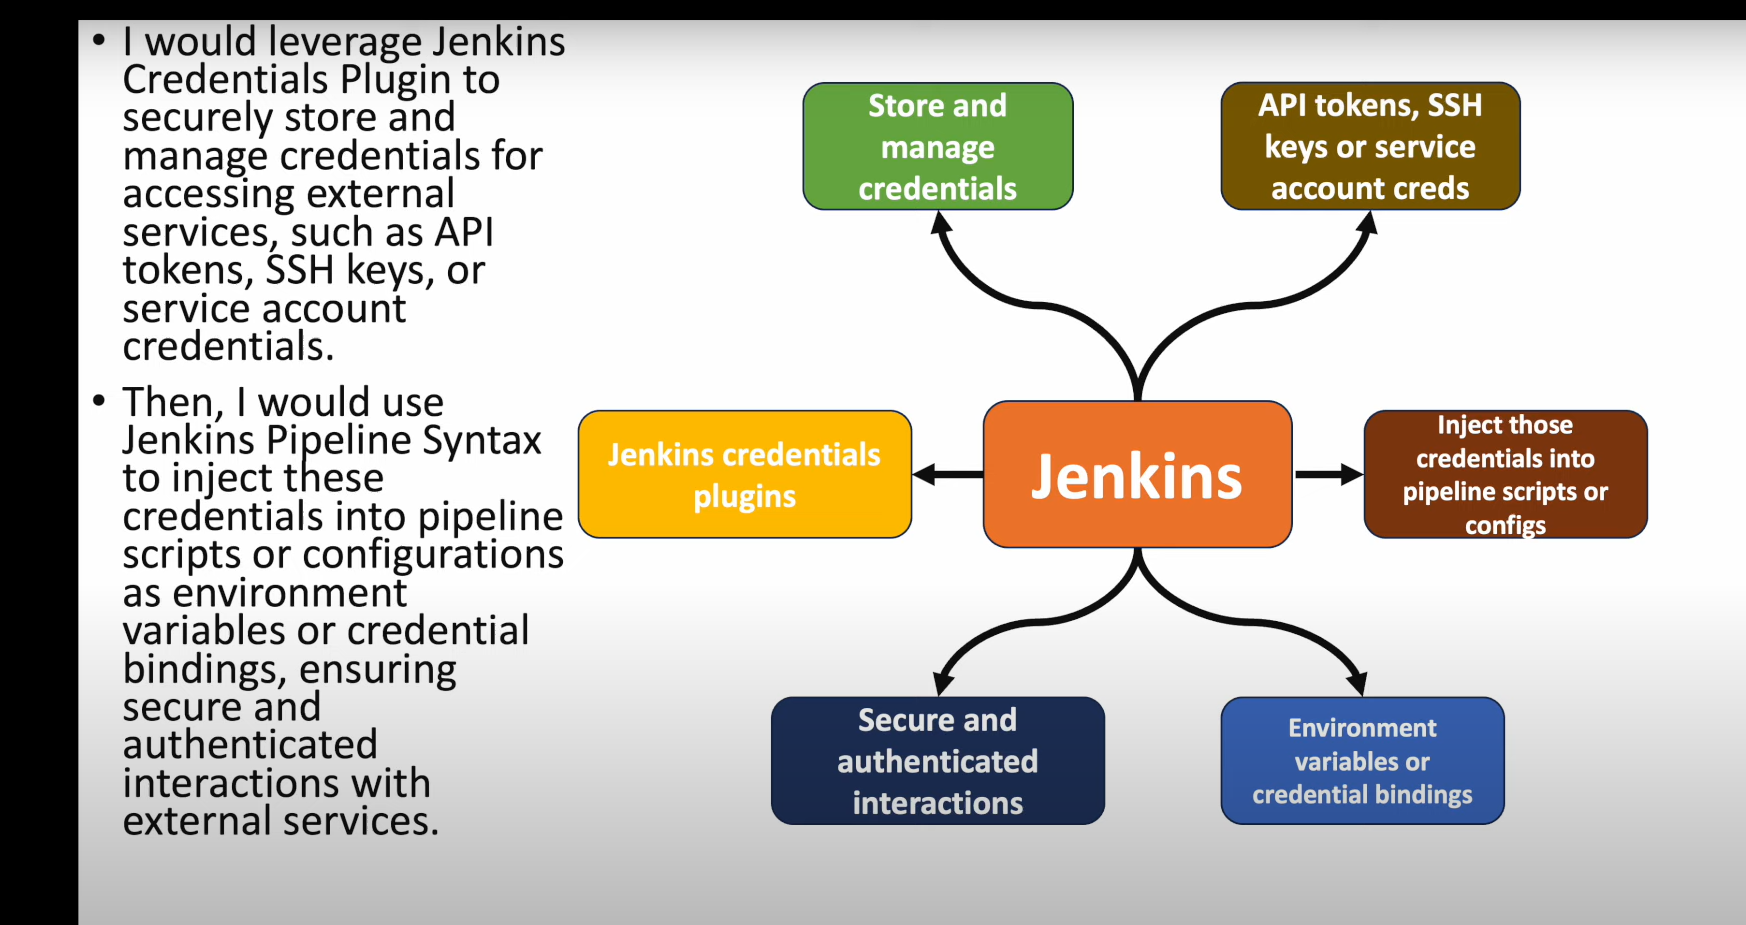 • I would leverage Jenkins
Credentials Plugin to
securely store and
manage credentials for
accessing external
services, such as API
tokens, SSH keys, or
service account
credentials.
• Then, I would use
Jenkins Pipeline Syntax
to inject these
credentials into pipeline
scripts or configurations
as environment
variables or credential
bindings, ensuring
secure and
authenticated
interactions with
external services.
Store and
manage
credentials
API tokens, SSH
keys or service
account creds
Jenkins credentials
plugins
Jenkins
Inject those
credentials into
pipeline scripts or
configs
Secure and
authenticated
interactions
Environment
variables or
credential bindings